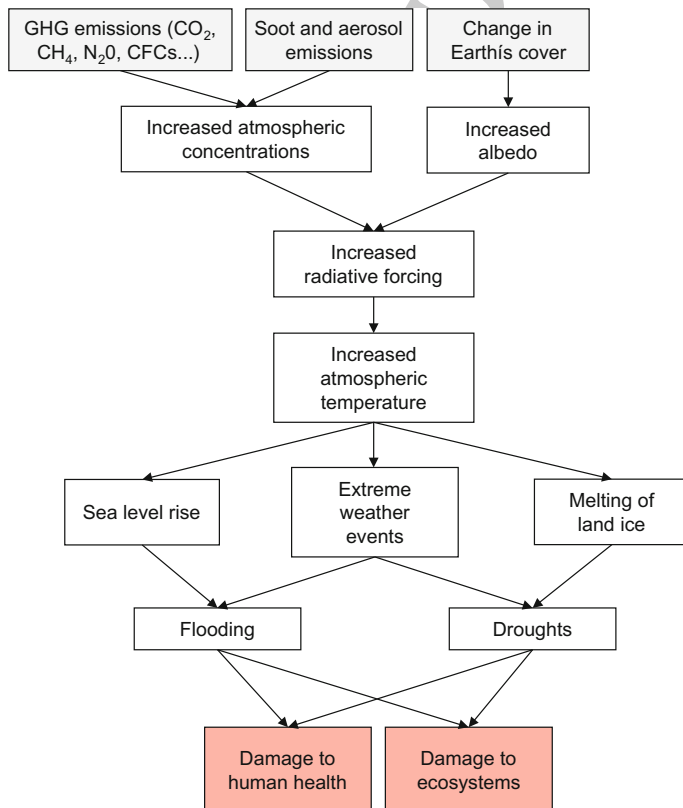 GHG emissions (CO₂,
CH₄, N₂0, CFCs...)
Soot and aerosol
emissions
Change in
Earthís cover
Increased atmospheric
concentrations
Increased
albedo
Increased
radiative forcing
Increased
atmospheric
temperature
Sea level rise
Extreme
weather
events
Melting of
land ice
Flooding
Droughts
Damage to
human health
Damage to
ecosystems